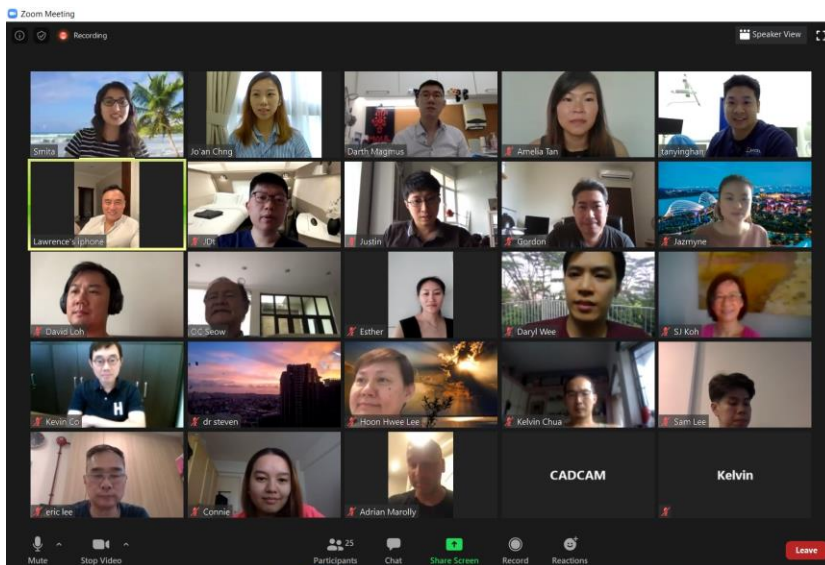 Zoom Meeting
Recording
Speaker View
Smita
Jo'an Chng
Darth Magmus
Amelia Tan
tanyinghan
Lawrence's iphone
JDt
Justin
Gordon
Jazmyne
David Loh
CC Seow
Esther
Daryl Wee
SJ Koh
Kevin Co
H
dr steven
Hoon Hwee Lee
Kelvin Chua
Sam Lee
eric lee
Connie
Adrian Marolly
CADCAM
Kelvin
Mute
Stop Video
25
Participants
Chat
Share Screen
Record
Reactions
Leave